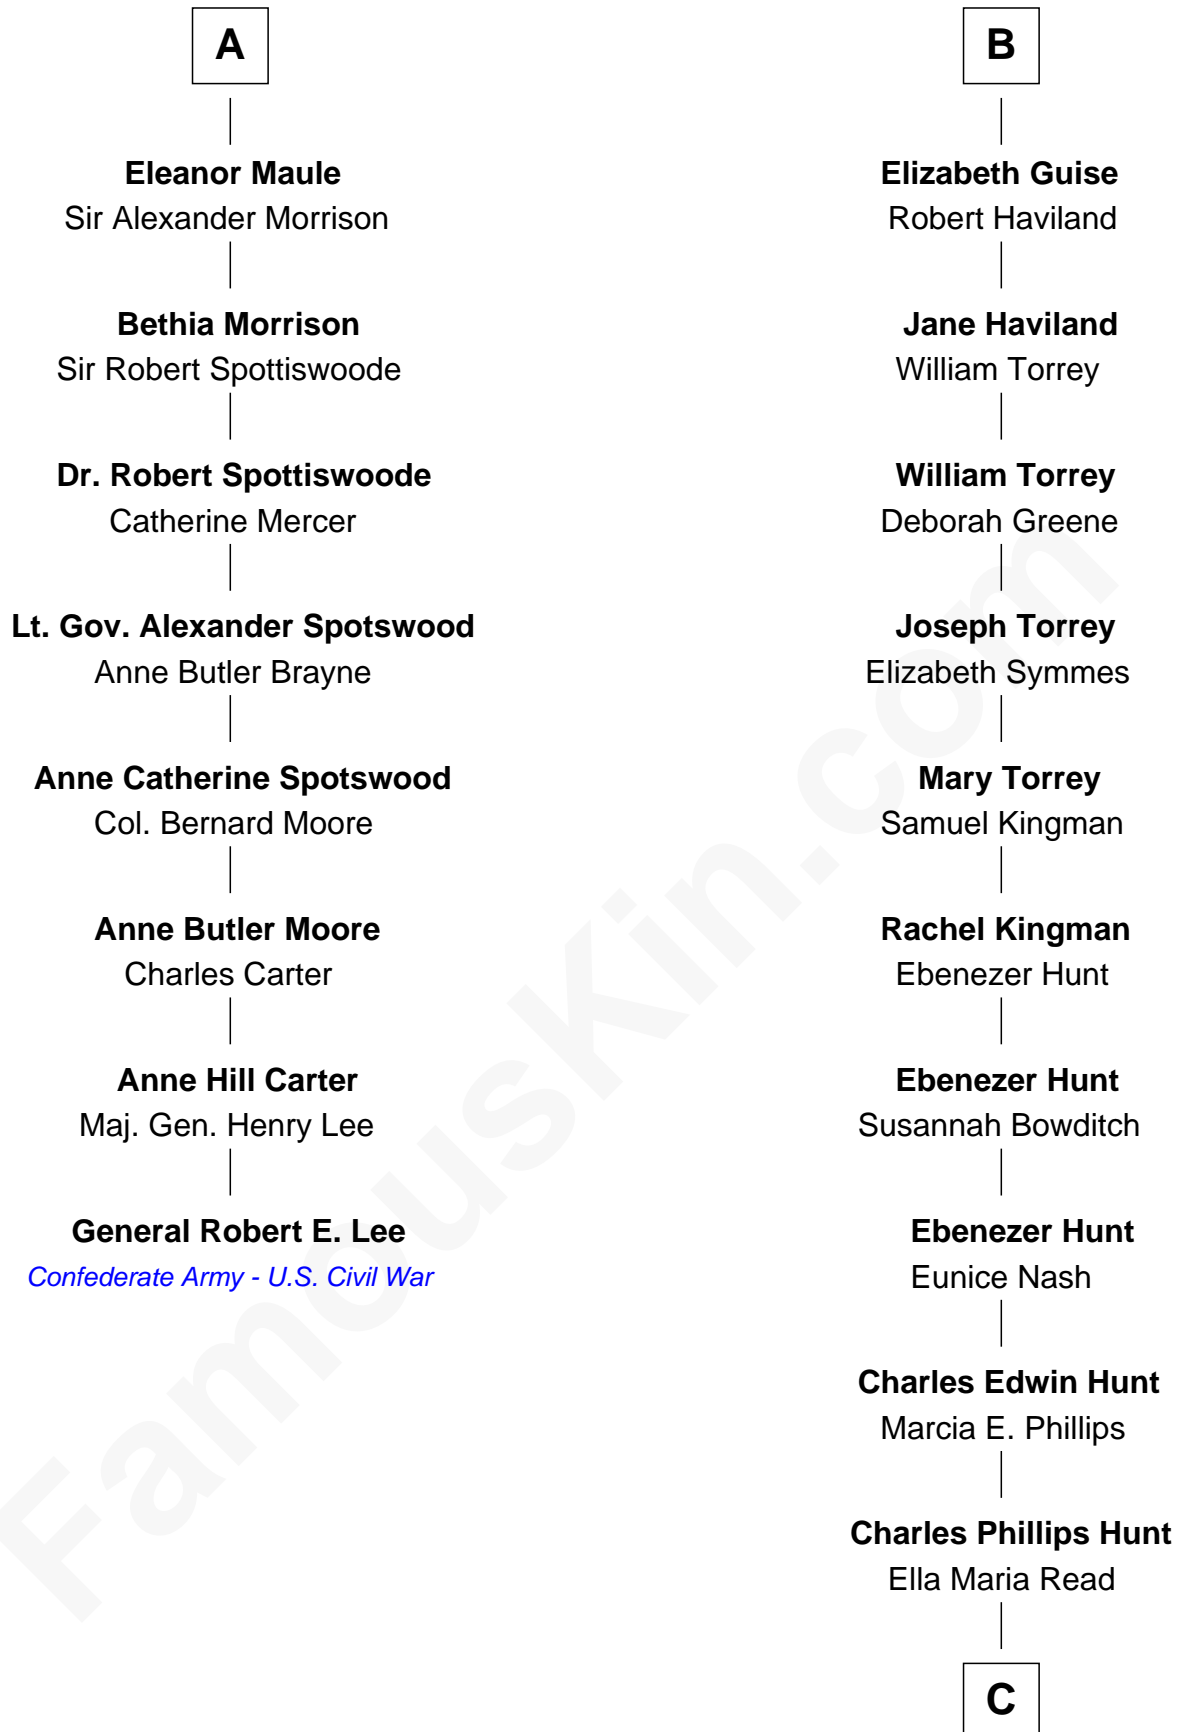 A
Eleanor Maule
Sir Alexander Morrison
Bethia Morrison
Sir Robert Spottiswoode
Dr. Robert Spottiswoode
Catherine Mercer
Lt. Gov. Alexander Spotswood
Anne Butler Brayne
Anne Catherine Spotswood
Col. Bernard Moore
Anne Butler Moore
Charles Carter
Anne Hill Carter
Maj. Gen. Henry Lee
General Robert E. Lee
Confederate Army - U.S. Civil War
B
Elizabeth Guise
Robert Haviland
Jane Haviland
William Torrey
William Torrey
Deborah Greene
Joseph Torrey
Elizabeth Symmes
Mary Torrey
Samuel Kingman
Rachel Kingman
Ebenezer Hunt
Ebenezer Hunt
Susannah Bowditch
Ebenezer Hunt
Eunice Nash
Charles Edwin Hunt
Marcia E. Phillips
Charles Phillips Hunt
Ella Maria Read
C
FamousKin.com